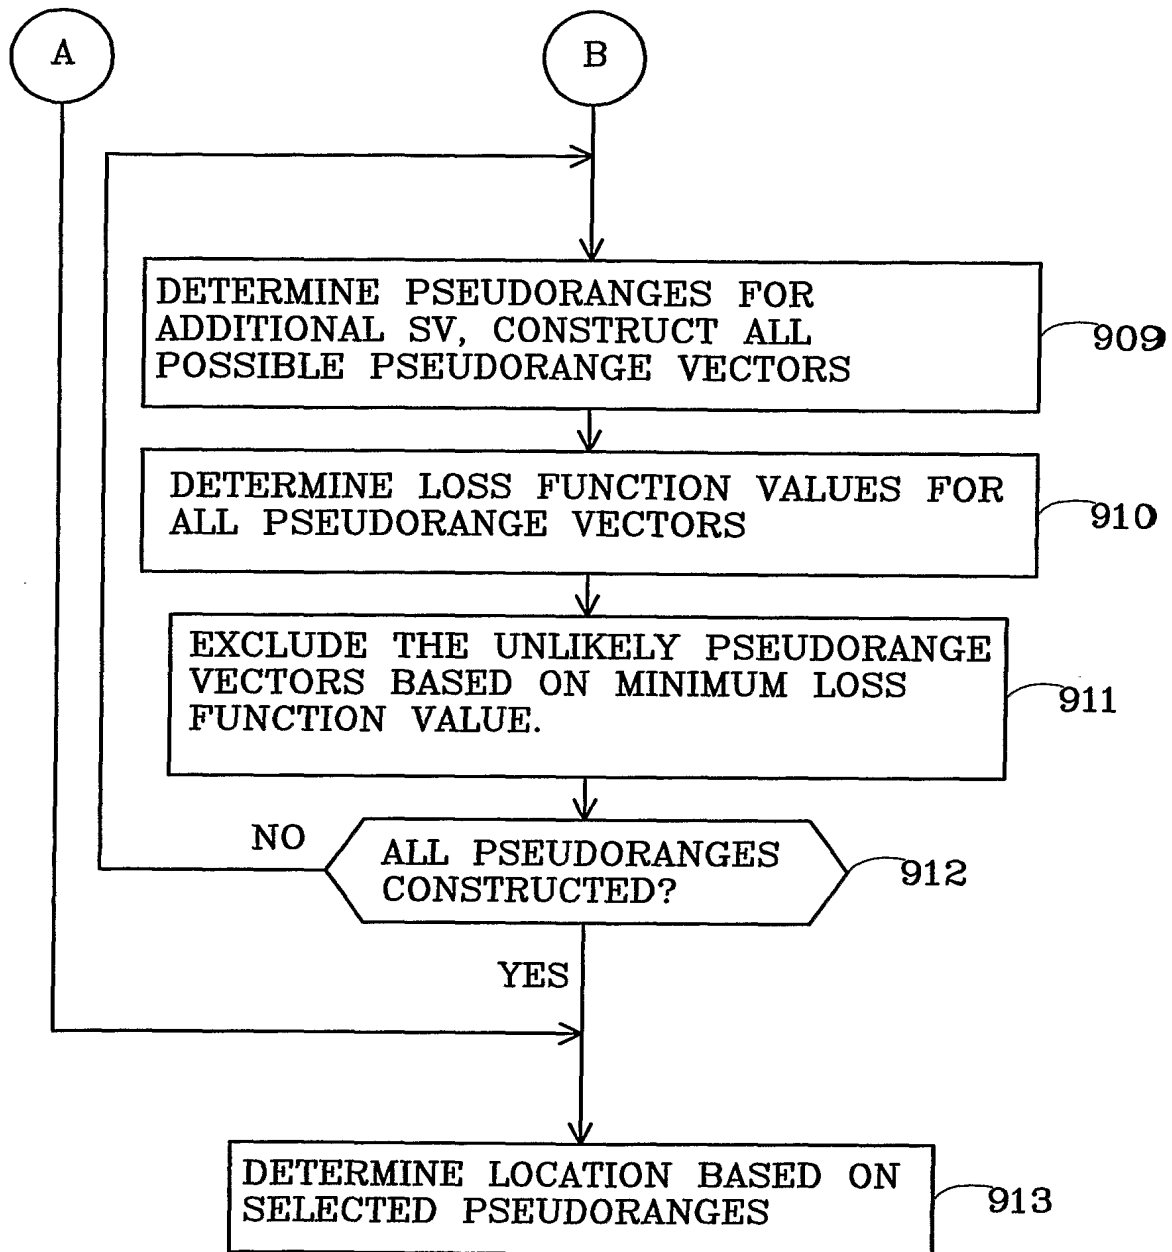 A
B
DETERMINE PSEUDORANGES FOR
ADDITIONAL SV, CONSTRUCT ALL
POSSIBLE PSEUDORANGE VECTORS
909
DETERMINE LOSS FUNCTION VALUES FOR
ALL PSEUDORANGE VECTORS
910
EXCLUDE THE UNLIKELY PSEUDORANGE
VECTORS BASED ON MINIMUM LOSS
FUNCTION VALUE.
911
NO
ALL PSEUDORANGES
CONSTRUCTED?
912
YES
DETERMINE LOCATION BASED ON
SELECTED PSEUDORANGES
913